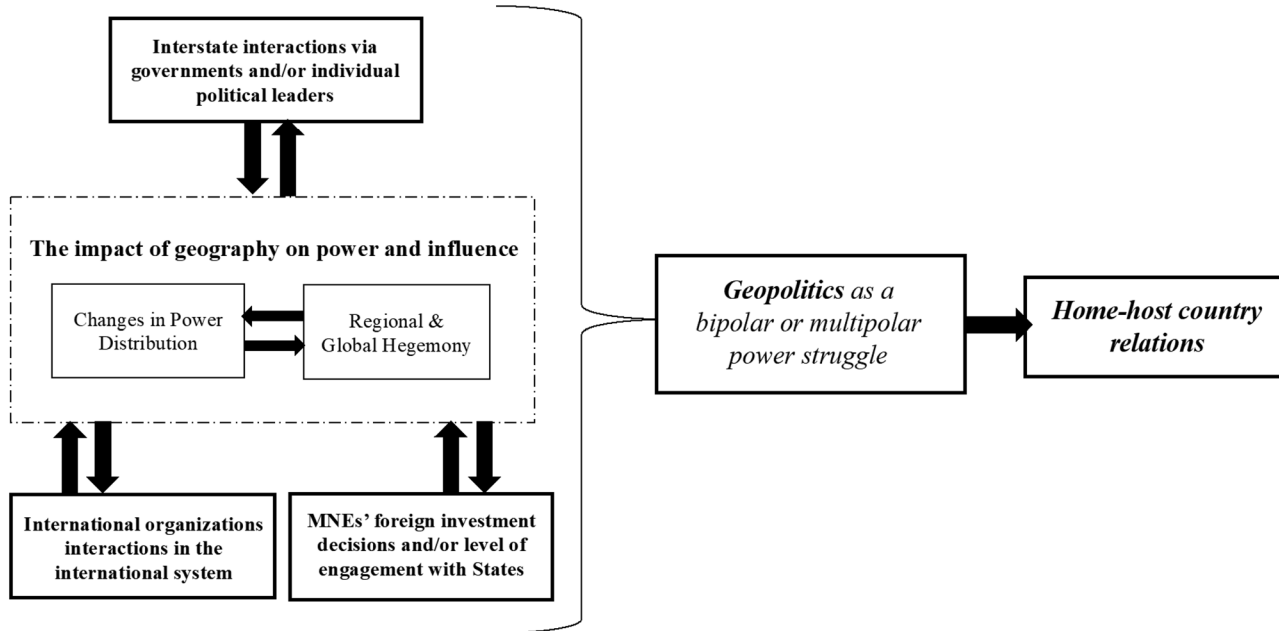 Interstate interactions via
governments and/or individual
political leaders
The impact of geography on power and influence
Changes in Power
Distribution
Regional &
Global Hegemony
International organizations
interactions in the
international system
MNEs’ foreign investment
decisions and/or level of
engagement with States
Geopolitics as a
bipolar or multipolar
power struggle
Home-host country
relations